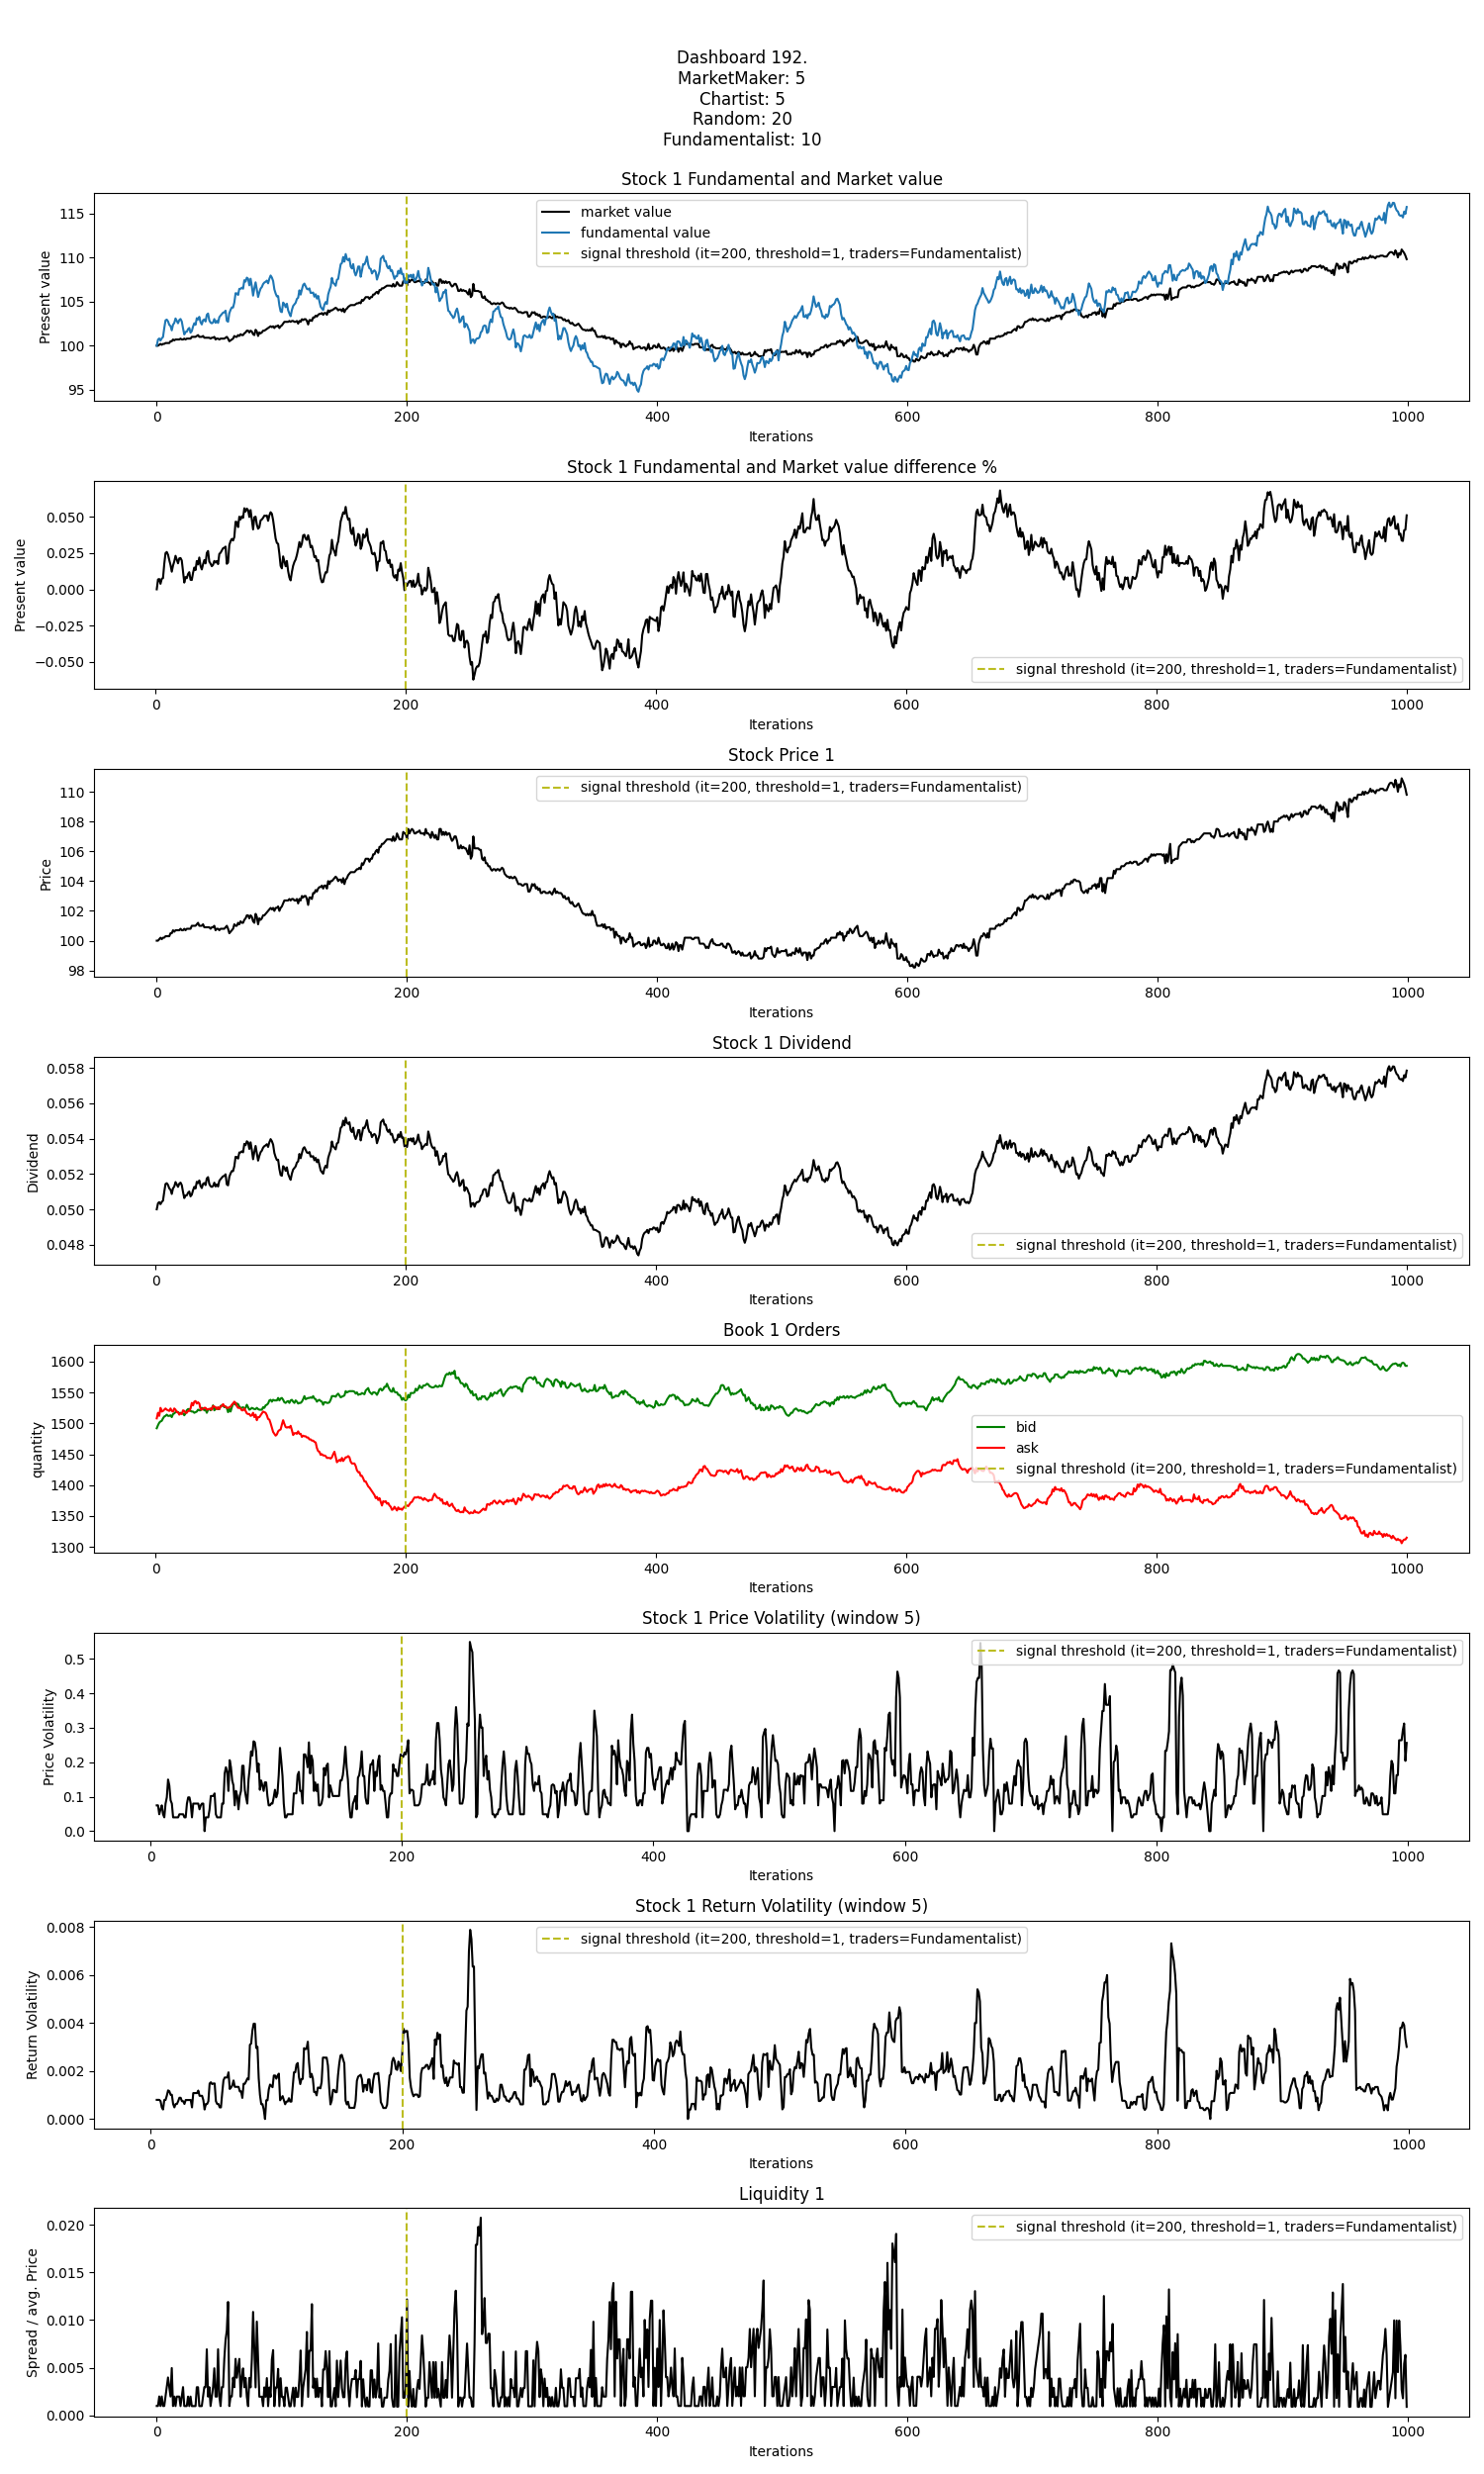 Dashboard 192.
MarketMaker: 5
Chartist: 5
Random: 20
Fundamentalist: 10
Stock 1 Fundamental and Market value
market value
fundamental value
signal threshold (it=200, threshold=1, traders=Fundamentalist)
Present value
115
110
105
100
95
0 200 400 600 800 1000
Iterations
Stock 1 Fundamental and Market value difference %
Present value
0.050
0.025
0.000
−0.025
−0.050
signal threshold (it=200, threshold=1, traders=Fundamentalist)
0 200 400 600 800 1000
Iterations
Stock Price 1
signal threshold (it=200, threshold=1, traders=Fundamentalist)
Price
110
108
106
104
102
100
98
0 200 400 600 800 1000
Iterations
Stock 1 Dividend
Dividend
0.058
0.056
0.054
0.052
0.050
0.048
signal threshold (it=200, threshold=1, traders=Fundamentalist)
0 200 400 600 800 1000
Iterations
Book 1 Orders
quantity
1600
1550
1500
1450
1400
1350
1300
bid
ask
signal threshold (it=200, threshold=1, traders=Fundamentalist)
0 200 400 600 800 1000
Iterations
Stock 1 Price Volatility (window 5)
signal threshold (it=200, threshold=1, traders=Fundamentalist)
Price Volatility
0.5
0.4
0.3
0.2
0.1
0.0
0 200 400 600 800 1000
Iterations
Stock 1 Return Volatility (window 5)
signal threshold (it=200, threshold=1, traders=Fundamentalist)
Return Volatility
0.008
0.006
0.004
0.002
0.000
0 200 400 600 800 1000
Iterations
Liquidity 1
signal threshold (it=200, threshold=1, traders=Fundamentalist)
Spread / avg. Price
0.020
0.015
0.010
0.005
0.000
0 200 400 600 800 1000
Iterations